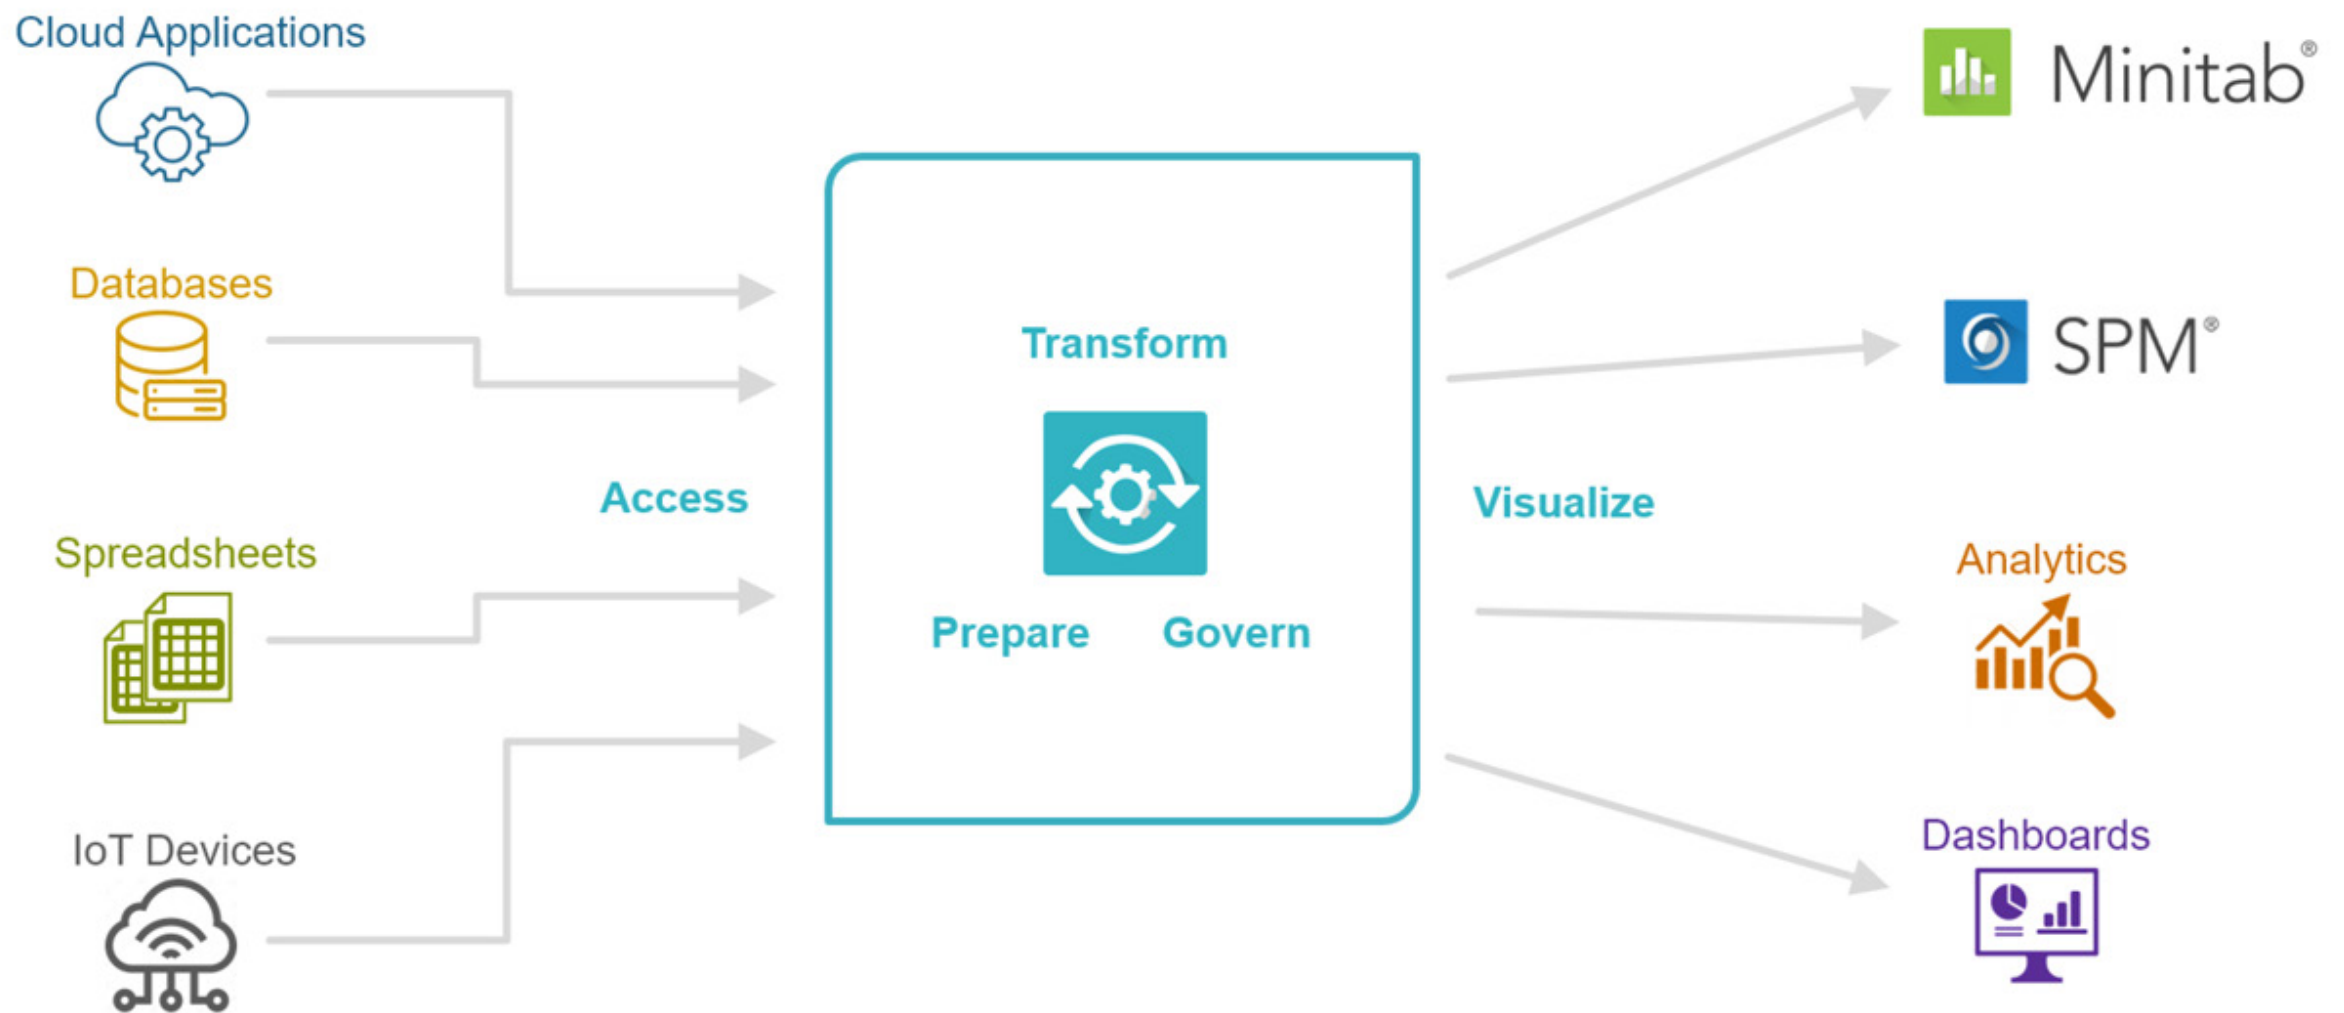 Cloud Applications
Databases
Spreadsheets
IoT Devices
Access
Transform
Prepare
Govern
Visualize
Minitab®
SPM®
Analytics
Dashboards